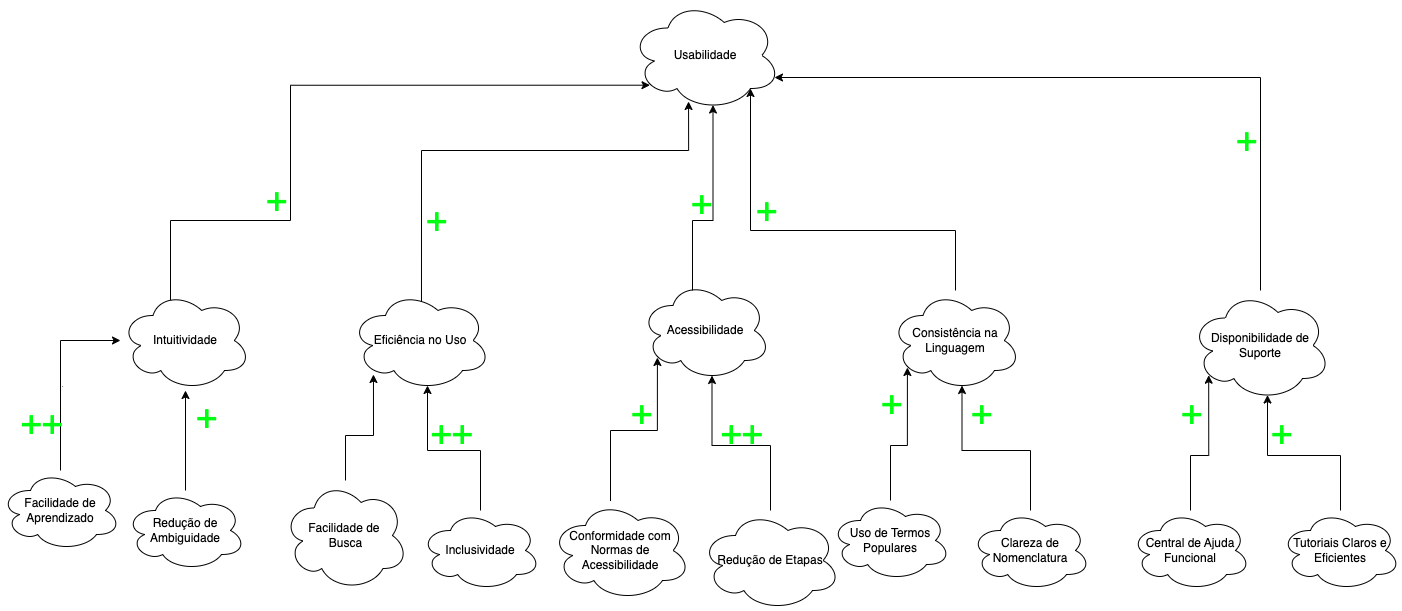 Usabilidade
+
+
+
+
+
Intuitividade
Eficiência no Uso
Acessibilidade
Consistência na
Linguagem
Disponibilidade de
Suporte
++
+
++
+
++
+
+
+
+
Facilidade de
Aprendizado
Redução de
Ambiguidade
Facilidade de
Busca
Inclusividade
Conformidade com
Normas de
Acessibilidade
Redução de Etapas
Uso de Termos
Populares
Clareza de
Nomenclatura
Central de Ajuda
Funcional
Tutoriais Claros e
Eficientes